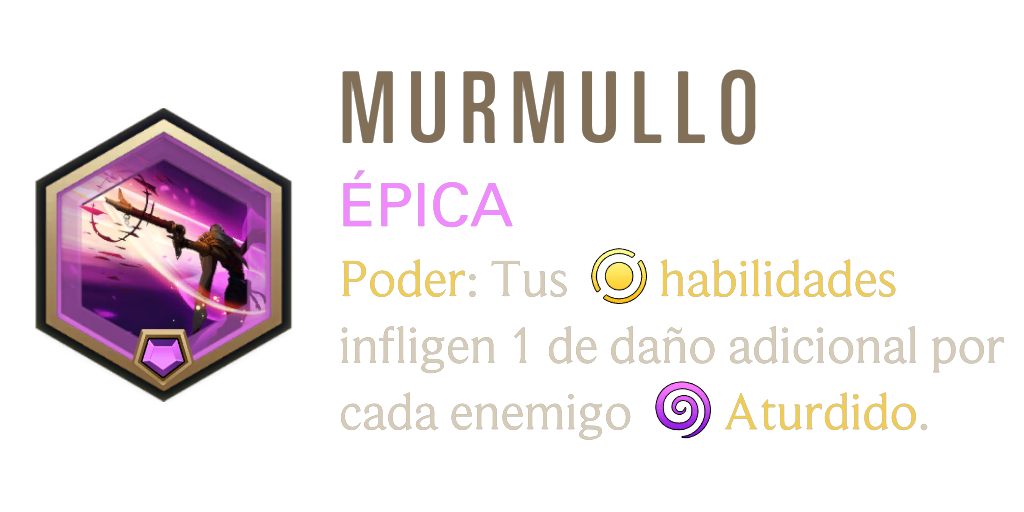 MURMULLO
ÉPICA
Poder: Tus habilidades
infligen 1 de daño adicional por
cada enemigo Aturdido.